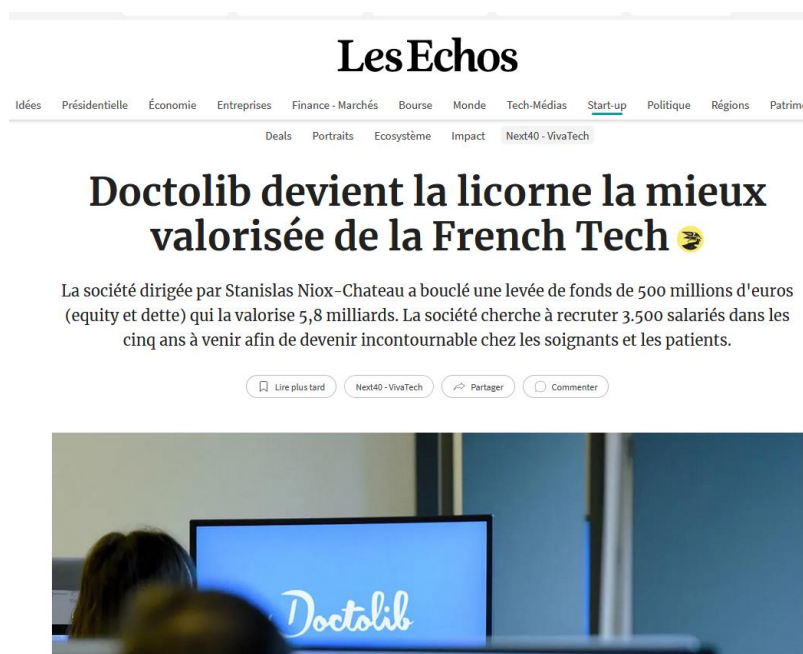 Les Echos
Idées Présidentielle Économie Entreprises Finance - Marchés Bourse Monde Tech-Médias Start-up Politique Régions
Deals Portraits Ecosystème Impact Next40 - VivaTech
Doctolib devient la licorne la mieux
valorisée de la French Tech
La société dirigée par Stanislas Niox-Chateau a bouclé une levée de fonds de 500 millions d'euros
(equity et dette) qui la valorise 5,8 milliards. La société cherche à recruter 3.500 salariés dans les
cinq ans à venir afin de devenir incontournable chez les soignants et les patients.
Lire plus tard Next40 - VivaTech Partager Commenter
Doctolib